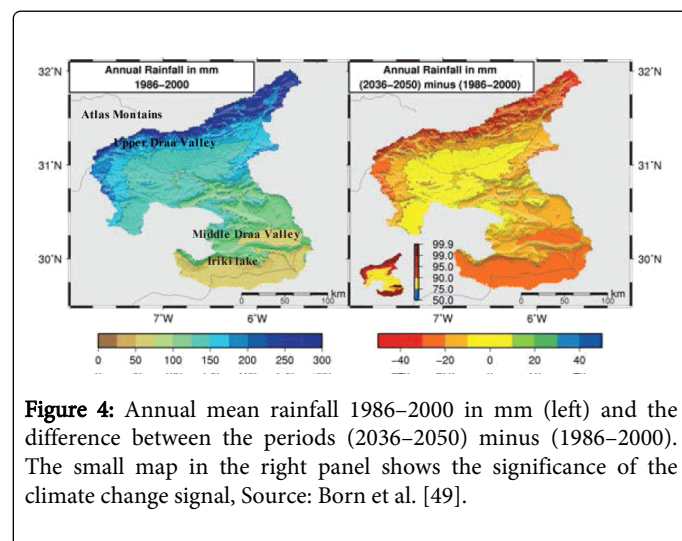 Annual Rainfall in mm
1986–2000
Annual Rainfall in mm
(2036–2050) minus (1986–2000)
32°N
32°N
Atlas Montains
Upper Draa Valley
31°N
31°N
Middle Draa Valley
30°N
Iriki lake
30°N
99.9
99.0
95.0
90.0
75.0
50.0
0 50 100 km
0 50 100 km
7°W 6°W
7°W 6°W
0 50 100 150 200 250 300
−40 −20 0 20 40
Figure 4: Annual mean rainfall 1986–2000 in mm (left) and the
difference between the periods (2036–2050) minus (1986–2000).
The small map in the right panel shows the significance of the
climate change signal, Source: Born et al. [49].